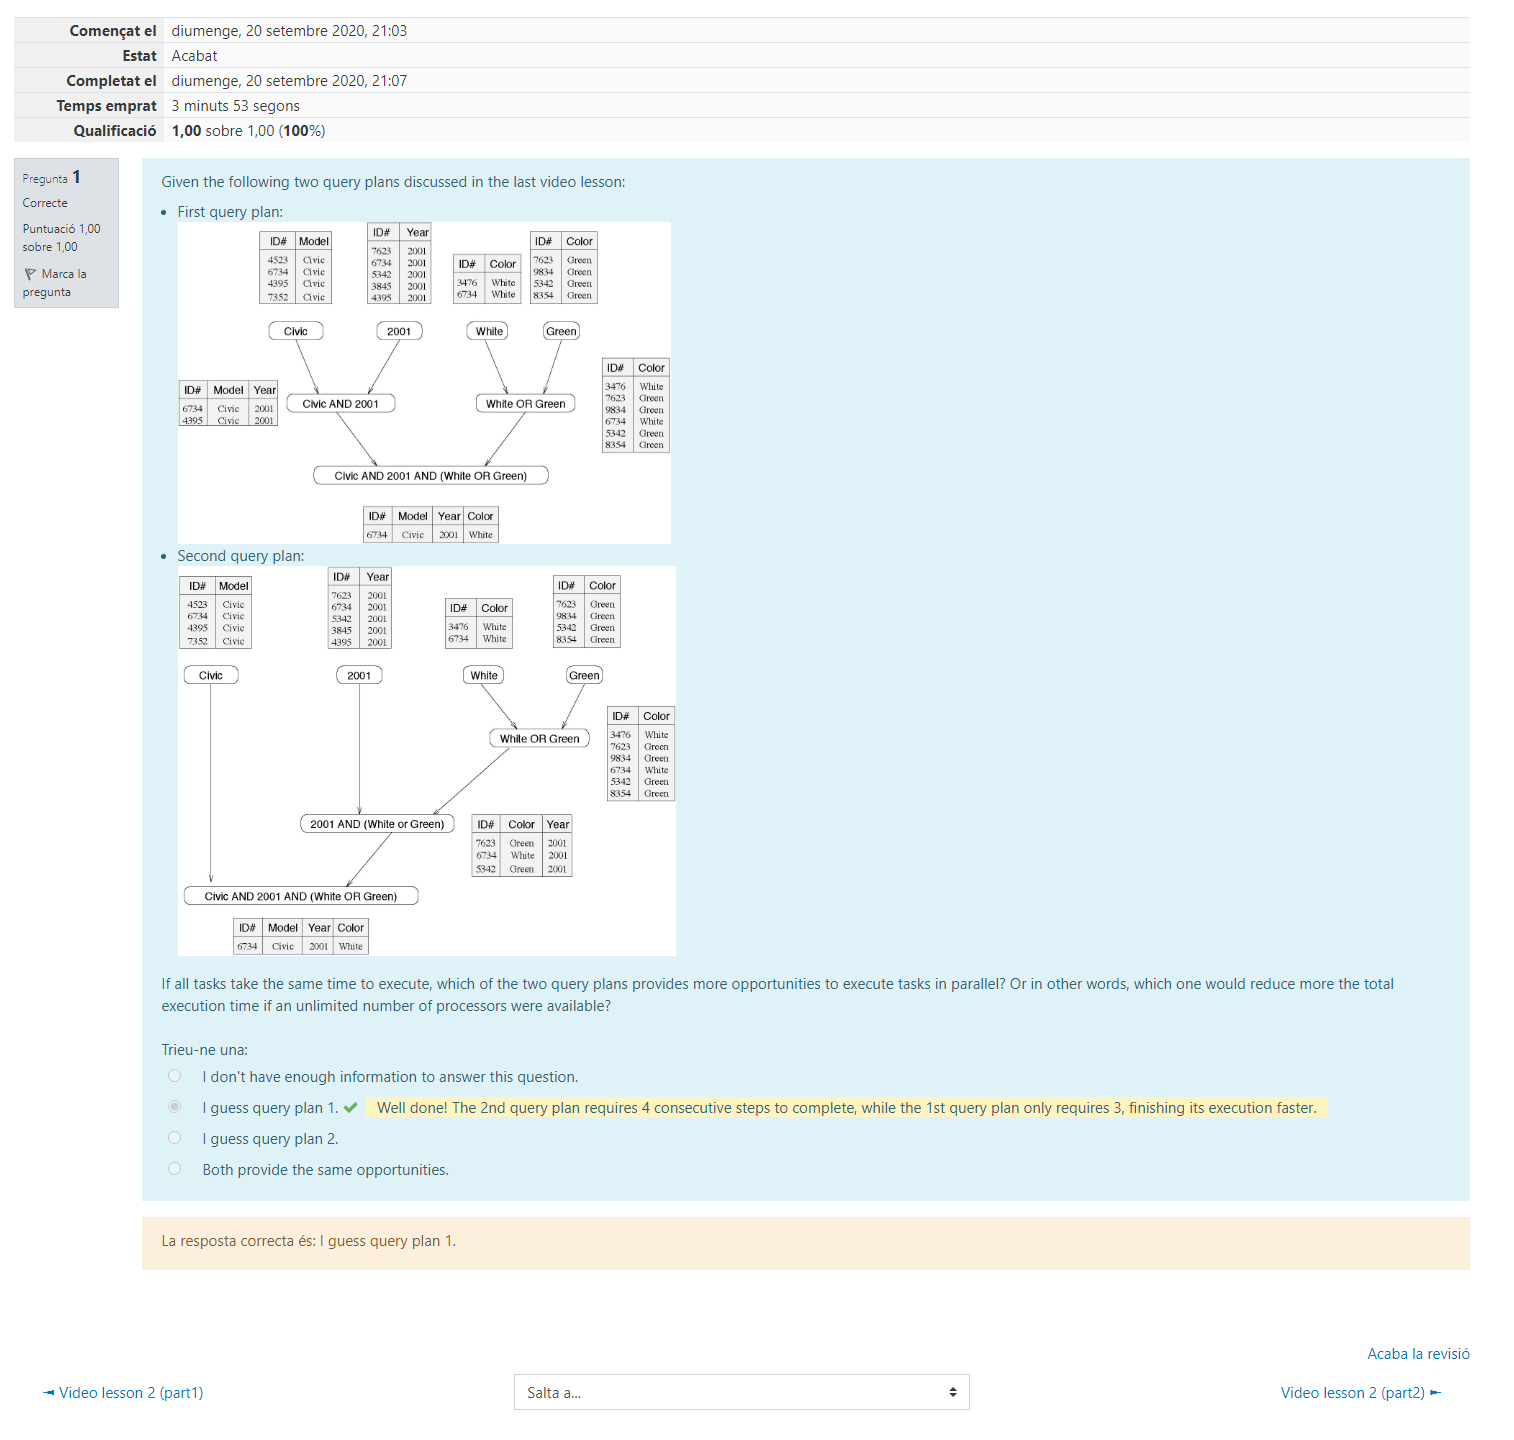 Començat el diumenge, 20 setembre 2020, 21:03
Estat Acabat
Completat el diumenge, 20 setembre 2020, 21:07
Temps emprat 3 minuts 53 segons
Qualificació 1,00 sobre 1,00 (100%)
Pregunta 1
Correcte
Puntuació 1,00
sobre 1,00
Marca la
pregunta
Given the following two query plans discussed in the last video lesson:
• First query plan:
ID# Model
4523 Civic
6734 Civic
4395 Civic
7352 Civic
ID# Year
7623 2001
6734 2001
5342 2001
3845 2001
4395 2001
ID# Color
3476 White
6734 White
ID# Color
7623 Green
9834 Green
5342 Green
8354 Green
Civic 2001 White Green
ID# Model Year
6734 Civic 2001
4395 Civic 2001
Civic AND 2001
White OR Green
ID# Color
3476 White
7623 Green
9834 Green
6734 White
5342 Green
8354 Green
Civic AND 2001 AND (White OR Green)
ID# Model Year Color
6734 Civic 2001 White
• Second query plan:
ID# Model
4523 Civic
6734 Civic
4395 Civic
7352 Civic
ID# Year
7623 2001
6734 2001
5342 2001
3845 2001
4395 2001
ID# Color
3476 White
6734 White
ID# Color
7623 Green
9834 Green
5342 Green
8354 Green
Civic 2001 White Green
White OR Green
ID# Color
3476 White
7623 Green
9834 Green
6734 White
5342 Green
8354 Green
2001 AND (White or Green)
ID# Color Year
7623 Green 2001
6734 White 2001
5342 Green 2001
Civic AND 2001 AND (White OR Green)
ID# Model Year Color
6734 Civic 2001 White
If all tasks take the same time to execute, which of the two query plans provides more opportunities to execute tasks in parallel? Or in other words, which one would reduce more the total
execution time if an unlimited number of processors were available?
Trieu-ne una:
I don't have enough information to answer this question.
I guess query plan 1. ✔ Well done! The 2nd query plan requires 4 consecutive steps to complete, while the 1st query plan only requires 3, finishing its execution faster.
I guess query plan 2.
Both provide the same opportunities.
La resposta correcta és: I guess query plan 1.
Acaba la revisió
◄ Video lesson 2 (part1)
Salta a...
Video lesson 2 (part2) ►